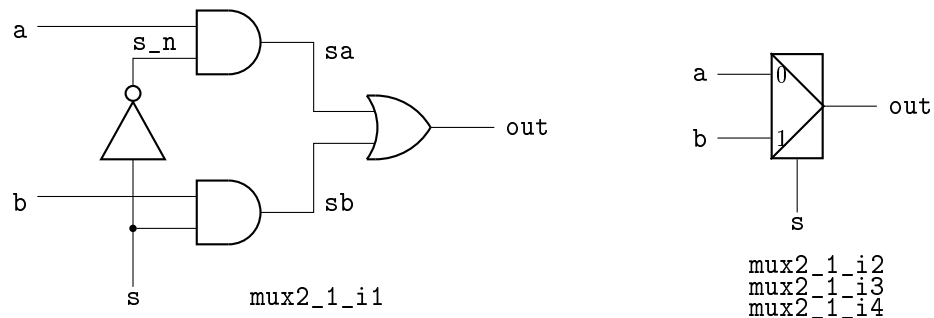 a
s_n
sa
out
b
sb
s
mux2_1_i1
a
0
b
1
out
s
mux2_1_i2
mux2_1_i3
mux2_1_i4